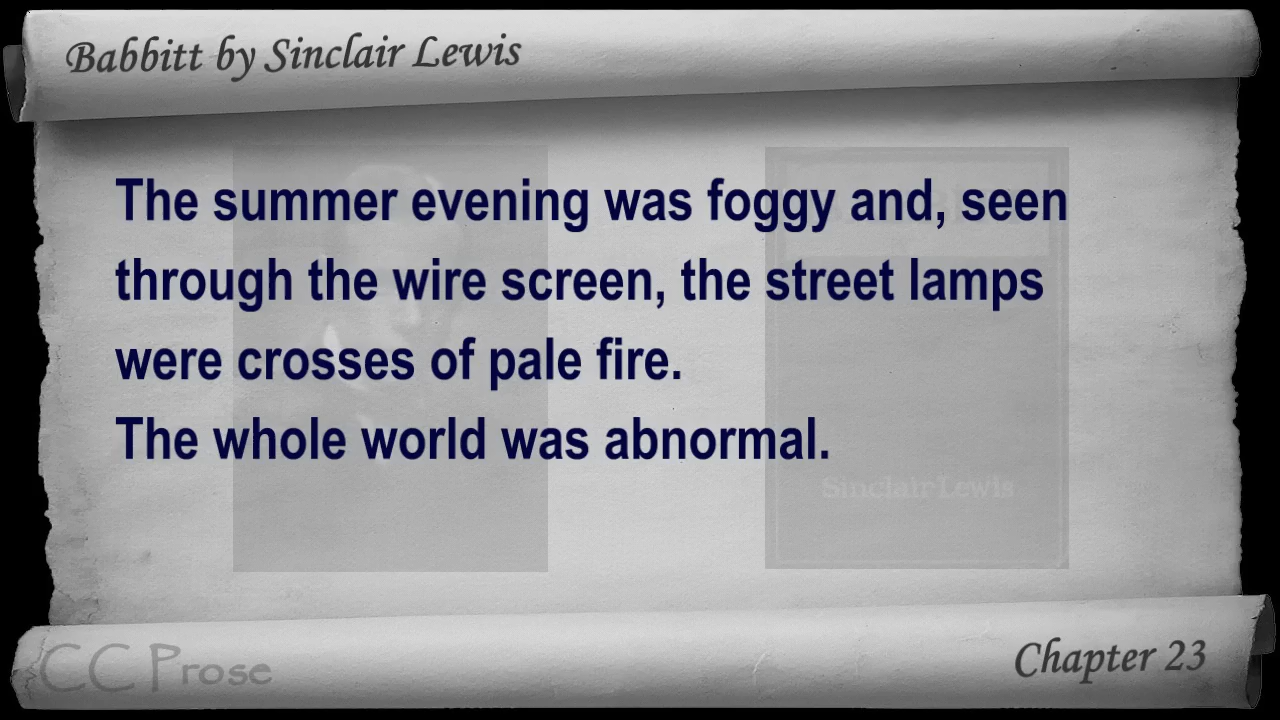 Babbitt by Sinclair Lewis
The summer evening was foggy and, seen
through the wire screen, the street lamps
were crosses of pale fire.
The whole world was abnormal.
Sinclair Lewis
CC Prose
Chapter 23